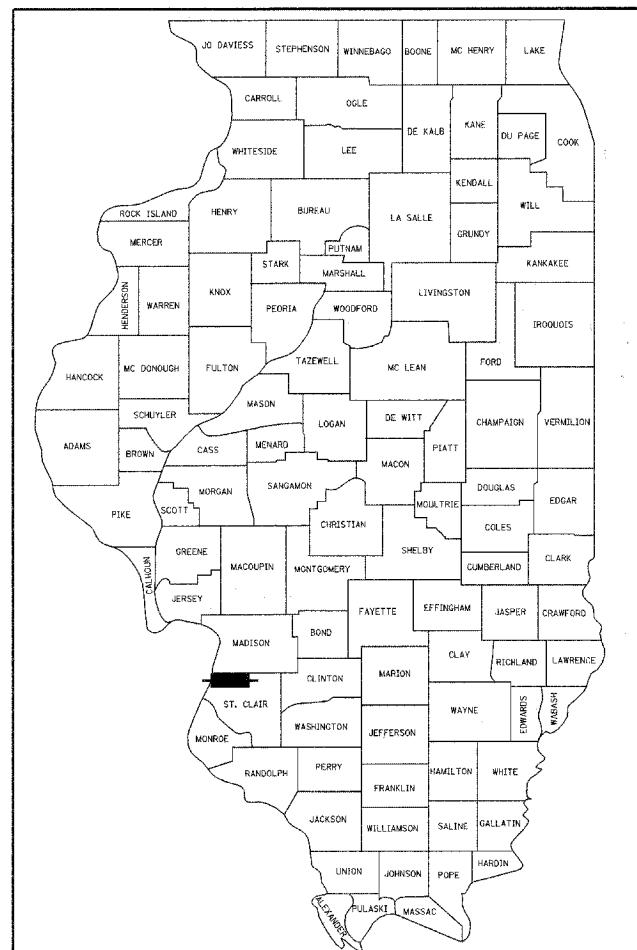 JO DAVIESS
STEPHENSON
WINNEBAGO
BOONE
MC HENRY
LAKE
CARROLL
OGLE
DE KALB
KANE
DU PAGE
COOK
WHITESIDE
LEE
KENDALL
WILL
ROCK ISLAND
HENRY
BUREAU
LA SALLE
GRUNDY
MERCER
PUTNAM
STARK
MARSHALL
KANKAKEE
HENDERSON
WARREN
KNOX
PEORIA
WOODFORD
LIVINGSTON
IROQUOIS
FORD
HANCOCK
MC DONOUGH
FULTON
TAZEWELL
MC LEAN
SCHUYLER
MASON
LOGAN
DE WITT
CHAMPAIGN
VERMILION
ADAMS
BROWN
CASS
MENARD
MACON
PIATT
PIKE
SCOTT
MORGAN
SANGAMON
CHRISTIAN
MOULTRIE
DOUGLAS
EDGAR
COLES
CALHOUN
GREENE
MACOUPIN
MONTGOMERY
SHELBY
CUMBERLAND
CLARK
JERSEY
FAYETTE
EFFINGHAM
JASPER
CRAWFORD
MADISON
BOND
CLAY
RICHLAND
LAWRENCE
CLINTON
MARION
ST. CLAIR
WAYNE
EDWARDS
WABASH
MONROE
WASHINGTON
JEFFERSON
RANDOLPH
PERRY
HAMILTON
WHITE
FRANKLIN
JACKSON
WILLIAMSON
SALINE
GALLATIN
UNION
JOHNSON
POPE
HARDIN
ALEXANDER
PULASKI
MASSAC